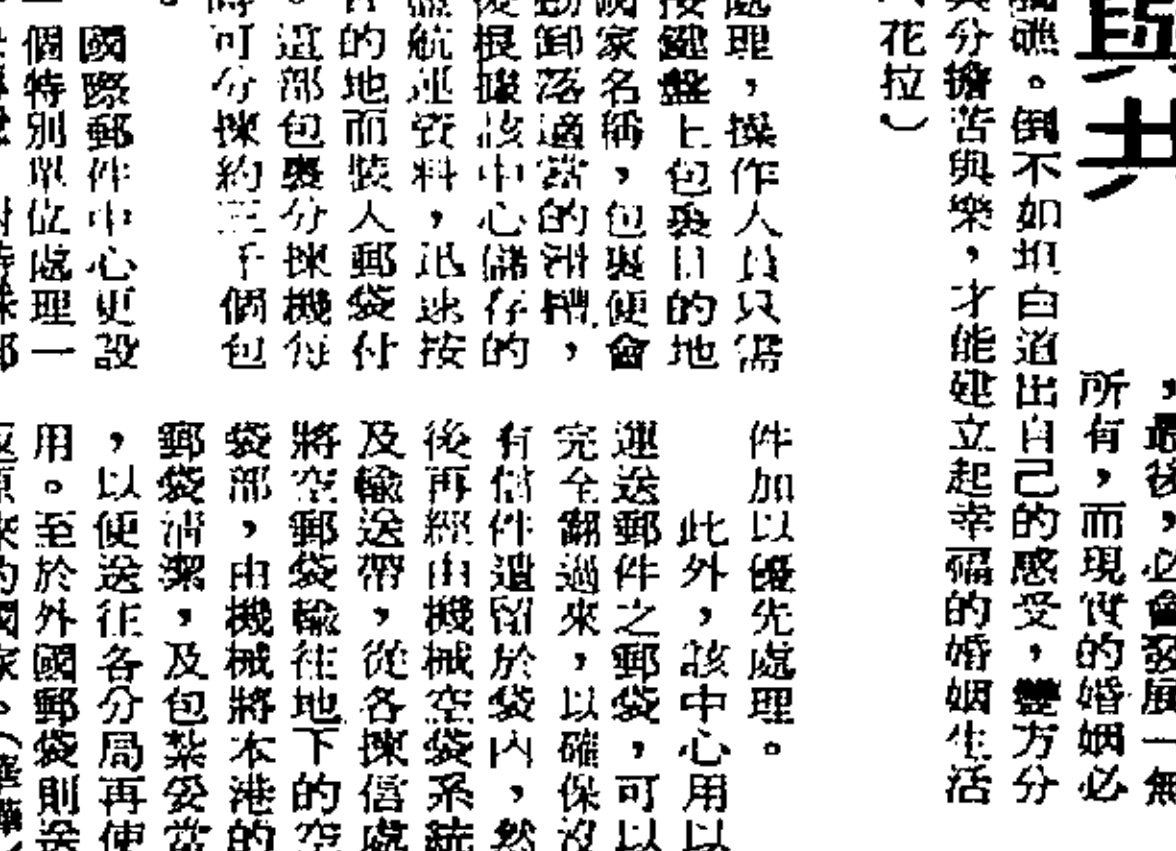 與共
，最後，必會發展一無
所有，而現世的婚姻必
觸礁。倒不如坦白道出自己的感受，雙方分
與分擔苦與樂，才能建立起幸福的婚姻生活
花拉）
處理，操作人員只需
按鍵盤上包裹目的地
國家名稱，包裹便會
動卸落適當的滑槽，
後根據該中心儲存的
航運資料，迅速按
的地而裝入郵袋付
。這部包裹分揀機每
可分揀約三千個包
。
國際郵件中心更設
一個特別單位處理一
件加以優先處理。
此外，該中心用以
運送郵件之郵袋，可以
完全翻過來，以確保沒
有信件遺留於袋內，然
後再經由機械空袋系統
及輸送帶，從各揀信處
將空郵袋輸往地下的空
袋部，由機械將本港的
郵袋清潔，及包紮妥當
，以便送往各分局再使
用。至於外國郵袋則送
返原來的國家。